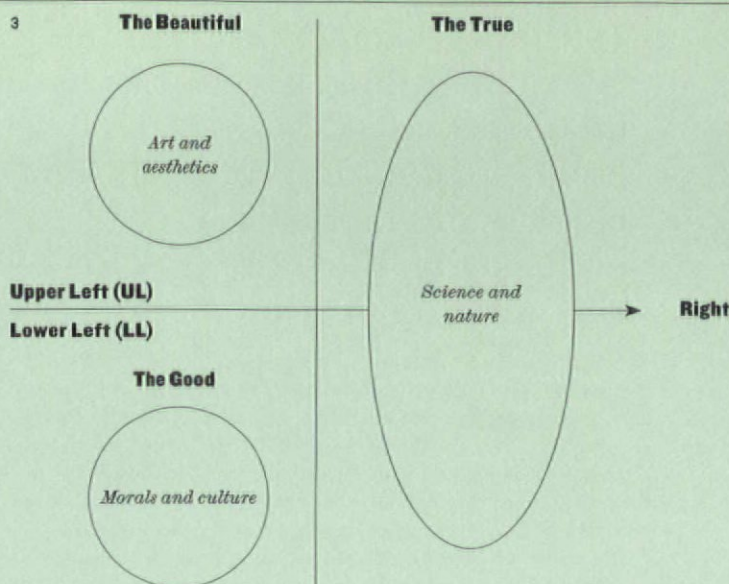 3
The Beautiful
The True
Art and
aesthetics
Upper Left (UL)
Science and
nature
Right
Lower Left (LL)
The Good
Morals and culture